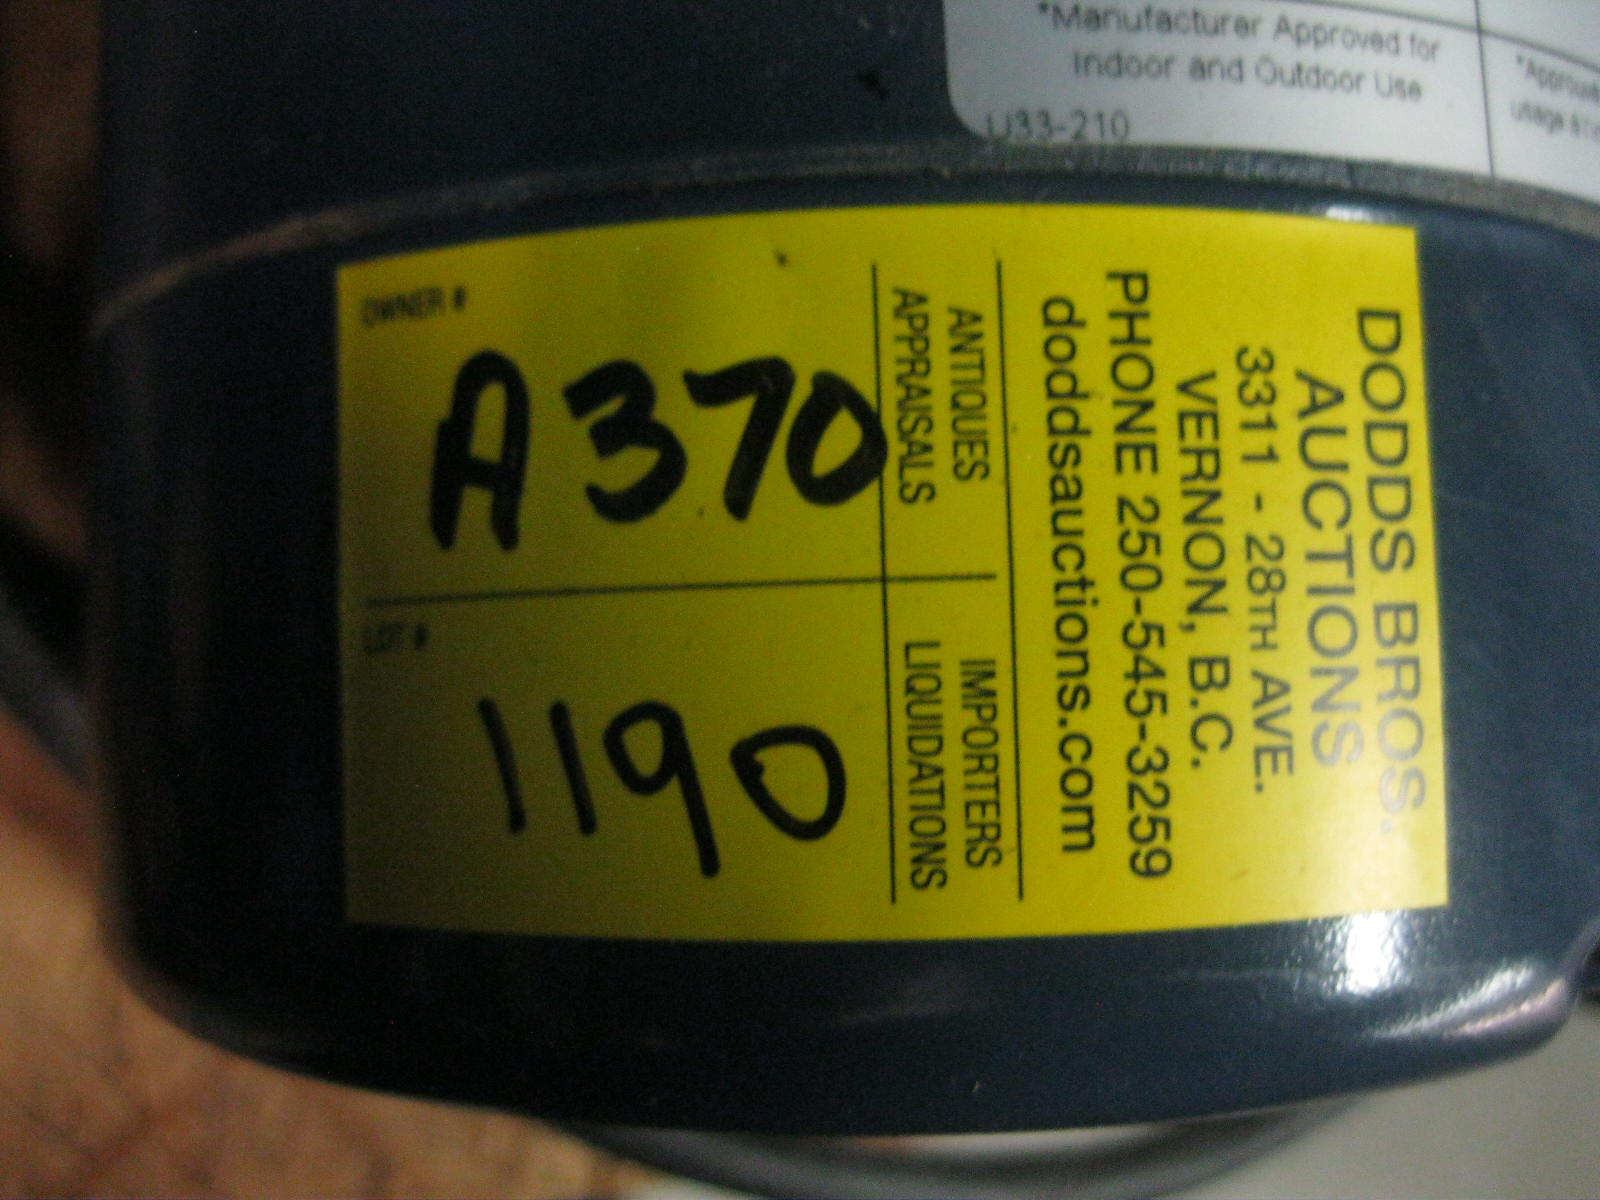 *Manufacturer Approved for
Indoor and Outdoor Use
U33-210
DODDS BROS.
AUCTIONS
3311 - 28TH AVE.
VERNON, B.C.
PHONE 250-545-3259
doddsauctions.com
ANTIQUES
APPRAISALS
IMPORTERS
LIQUIDATIONS
OWNER #
A370
LOT #
1190